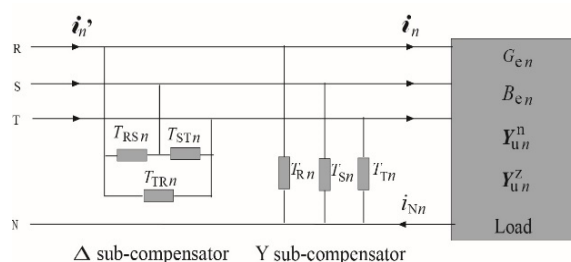 i_n' i_n
R G_en
S B_en
T Y_un^n
T_RSn T_STn
T_TRn T_Rn T_Sn T_Tn Y_un^z
i_Nn
N Load
Δ sub-compensator Y sub-compensator